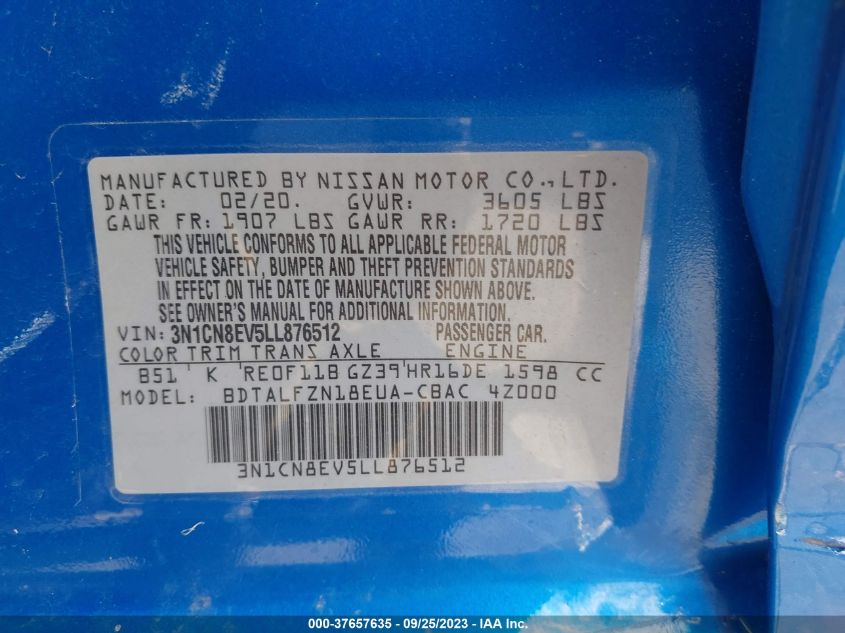 MANUFACTURED BY NISSAN MOTOR CO., LTD.
DATE: 02/20. GVWR: 3605 LBS
GAWR FR: 1907 LBS GAWR RR: 1720 LBS
THIS VEHICLE CONFORMS TO ALL APPLICABLE FEDERAL MOTOR
VEHICLE SAFETY, BUMPER AND THEFT PREVENTION STANDARDS
IN EFFECT ON THE DATE OF MANUFACTURE SHOWN ABOVE.
SEE OWNER'S MANUAL FOR ADDITIONAL INFORMATION.
VIN: 3N1CN8EV5LL876512 PASSENGER CAR.
COLOR TRIM TRANS AXLE ENGINE
B51 K RE0F11B GZ39 HR16DE 1598 CC
MODEL: BDTALFZN18EUA-CBAC 4Z000
3N1CN8EV5LL876512
000-37657635 - 09/25/2023 - IAA Inc.